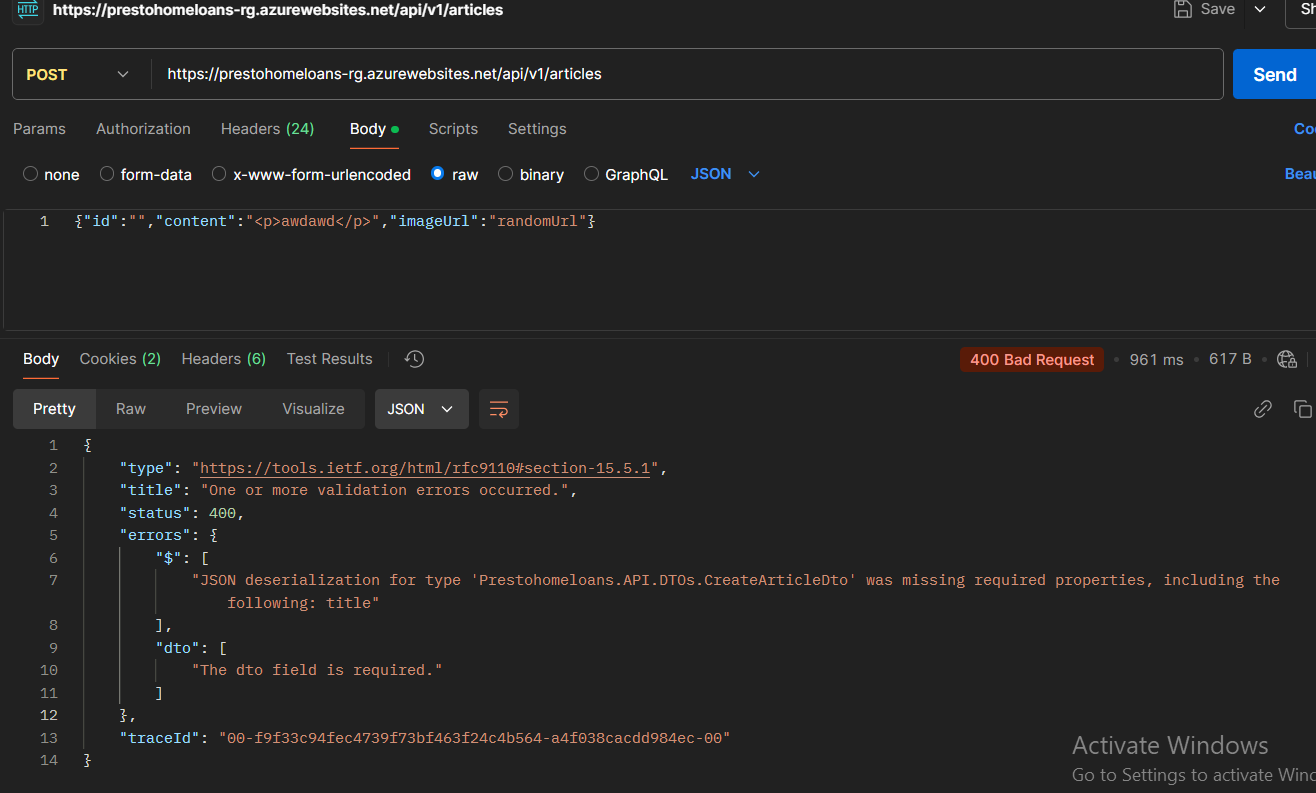 HTTP https://prestohomeloans-rg.azurewebsites.net/api/v1/articles Save
POST https://prestohomeloans-rg.azurewebsites.net/api/v1/articles Send
Params Authorization Headers (24) Body Scripts Settings
none form-data x-www-form-urlencoded raw binary GraphQL JSON
1 {"id":"","content":"<p>awdawd</p>","imageUrl":"randomUrl"}
Body Cookies (2) Headers (6) Test Results 400 Bad Request • 961 ms • 617 B
Pretty Raw Preview Visualize JSON
1 {
2 "type": "https://tools.ietf.org/html/rfc9110#section-15.5.1",
3 "title": "One or more validation errors occurred.",
4 "status": 400,
5 "errors": {
6 "$": [
7 "JSON deserialization for type 'Prestohomeloans.API.DTOs.CreateArticleDto' was missing required properties, including the
following: title"
8 ],
9 "dto": [
10 "The dto field is required."
11 ]
12 },
13 "traceId": "00-f9f33c94fec4739f73bf463f24c4b564-a4f038cacdd984ec-00"
14 }
Activate Windows
Go to Settings to activate